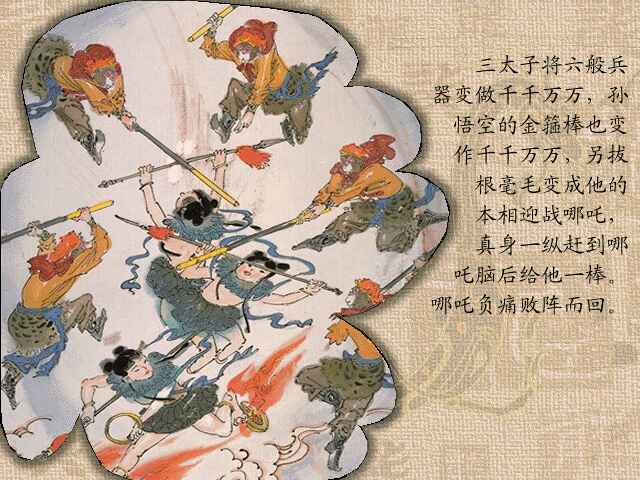 三太子将六般兵
器变做千千万万，孙
悟空的金箍棒也变
作千千万万，另拔
根毫毛变成他的
本相迎战哪吒，
真身一纵赶到哪
吒脑后给他一棒。
哪吒负痛败阵而回。